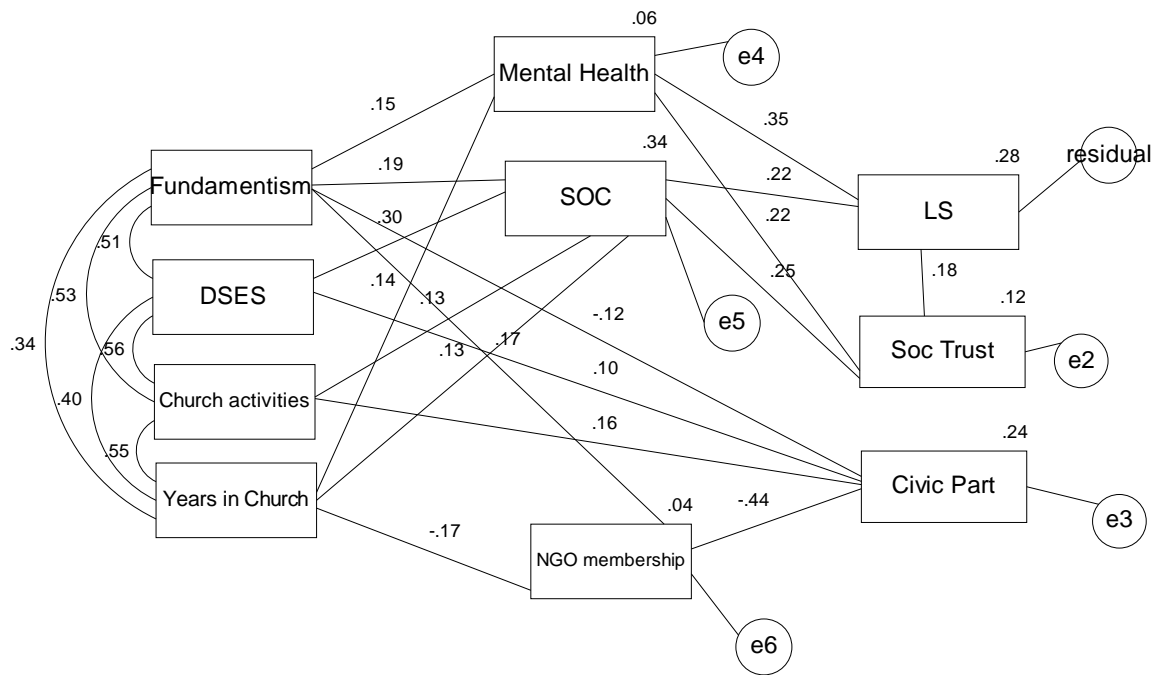 .06
e4
Mental Health
.15
.35
.34
.28
residual
Fundamentism
.19
.22
SOC
LS
.30
.22
.51
.14
.25
.18
DSES
.13
.53
-.12
.12
e5
.34
.56
.13
.17
Soc Trust
e2
.10
.40
Church activities
.16
.24
.55
Years in Church
Civic Part
-.44
.04
-.17
e3
NGO membership
e6